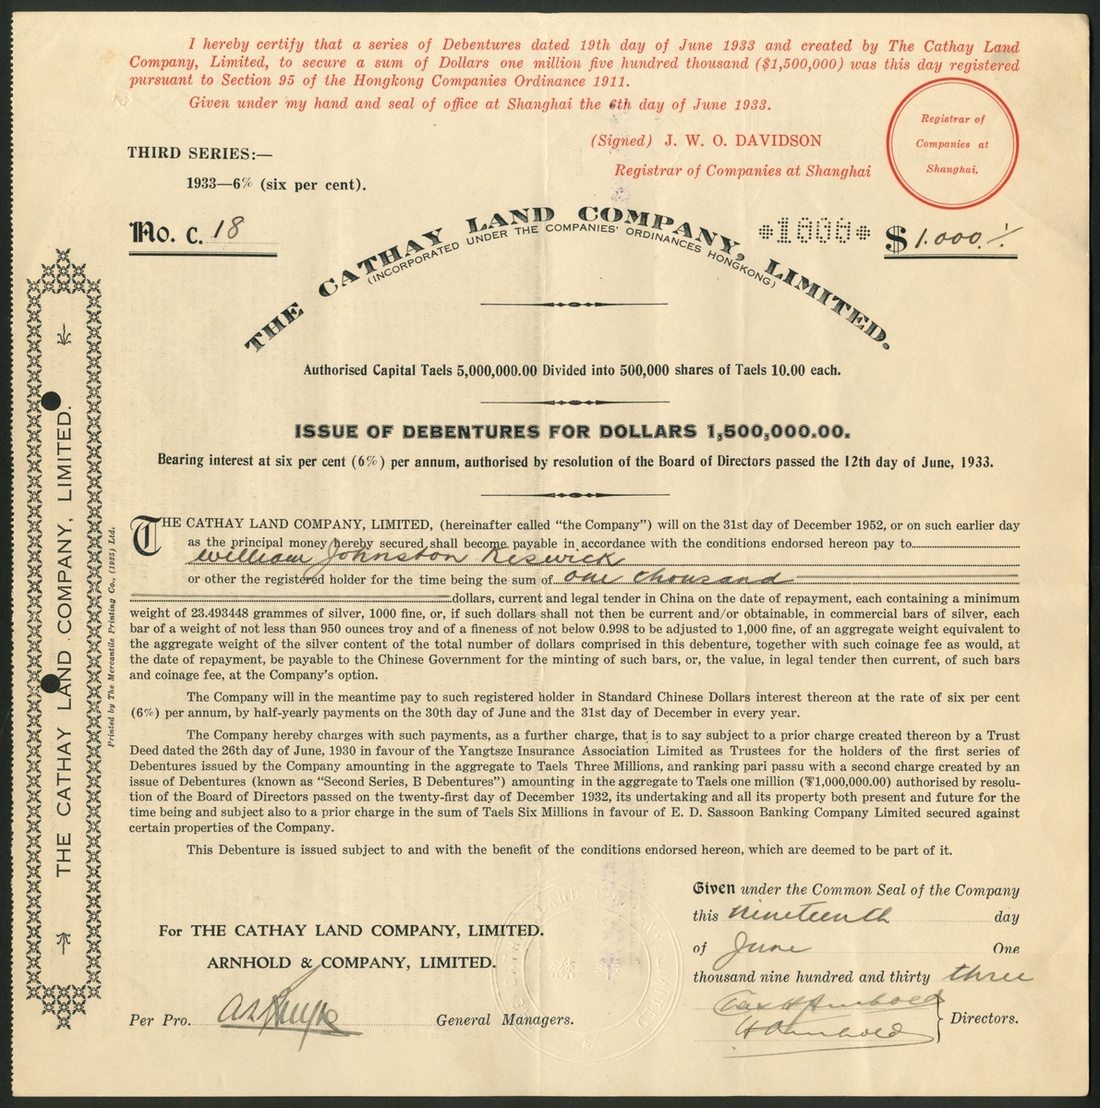 I hereby certify that a series of Debentures dated 19th day of June 1933 and created by The Cathay Land
Company, Limited, to secure a sum of Dollars one million five hundred thousand ($1,500,000) was this day registered
pursuant to Section 95 of the Hongkong Companies Ordinance 1911.
Given under my hand and seal of office at Shanghai the 6th day of June 1933.
(Signed) J. W. O. DAVIDSON
Registrar of Companies at Shanghai
Registrar of
Companies at
Shanghai.
THIRD SERIES:—
1933—6% (six per cent).
No. C. 18
*1000*
$ 1.000./.
THE CATHAY LAND COMPANY, LIMITED.
(INCORPORATED UNDER THE COMPANIES' ORDINANCES HONGKONG)
Authorised Capital Taels 5,000,000.00 Divided into 500,000 shares of Taels 10.00 each.
ISSUE OF DEBENTURES FOR DOLLARS 1,500,000.00.
Bearing interest at six per cent (6%) per annum, authorised by resolution of the Board of Directors passed the 12th day of June, 1933.
THE CATHAY LAND COMPANY, LIMITED, (hereinafter called "the Company") will on the 31st day of December 1952, or on such earlier day
as the principal money hereby secured shall become payable in accordance with the conditions endorsed hereon pay to
William Johnston Keswick
or other the registered holder for the time being the sum of one thousand
dollars, current and legal tender in China on the date of repayment, each containing a minimum
weight of 23.493448 grammes of silver, 1000 fine, or, if such dollars shall not then be current and/or obtainable, in commercial bars of silver, each
bar of a weight of not less than 950 ounces troy and of a fineness of not below 0.998 to be adjusted to 1,000 fine, of an aggregate weight equivalent to
the aggregate weight of the silver content of the total number of dollars comprised in this debenture, together with such coinage fee as would, at
the date of repayment, be payable to the Chinese Government for the minting of such bars, or, the value, in legal tender then current, of such bars
and coinage fee, at the Company's option.
The Company will in the meantime pay to such registered holder in Standard Chinese Dollars interest thereon at the rate of six per cent
(6%) per annum, by half-yearly payments on the 30th day of June and the 31st day of December in every year.
The Company hereby charges with such payments, as a further charge, that is to say subject to a prior charge created thereon by a Trust
Deed dated the 26th day of June, 1930 in favour of the Yangtsze Insurance Association Limited as Trustees for the holders of the first series of
Debentures issued by the Company amounting in the aggregate to Taels Three Millions, and ranking pari passu with a second charge created by an
issue of Debentures (known as "Second Series, B Debentures") amounting in the aggregate to Taels one million (₮1,000,000.00) authorised by resolu-
tion of the Board of Directors passed on the twenty-first day of December 1932, its undertaking and all its property both present and future for the
time being and subject also to a prior charge in the sum of Taels Six Millions in favour of E. D. Sassoon Banking Company Limited secured against
certain properties of the Company.
This Debenture is issued subject to and with the benefit of the conditions endorsed hereon, which are deemed to be part of it.
Given under the Common Seal of the Company
this nineteenth day
of June One
thousand nine hundred and thirty three
Directors.
For THE CATHAY LAND COMPANY, LIMITED.
ARNHOLD & COMPANY, LIMITED.
Per Pro. General Managers.
THE CATHAY LAND COMPANY, LIMITED.
Printed by The Mercantile Printing Co., (1925) Ltd.